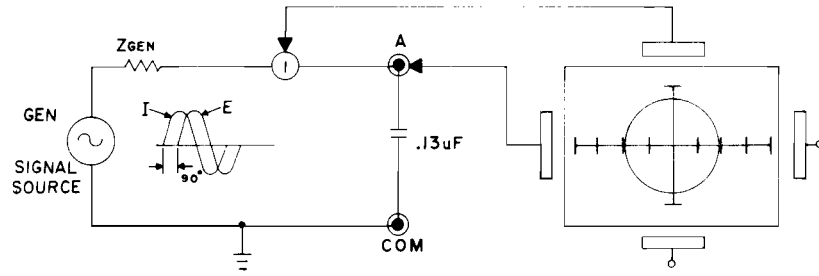 ZGEN
A
I
I
E
GEN
SIGNAL
SOURCE
90°
.13uF
COM